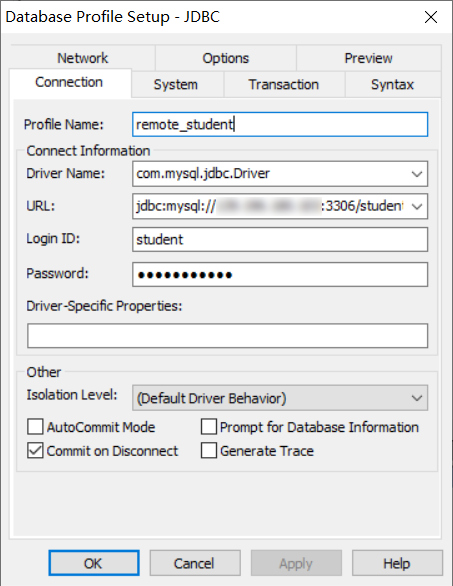 Database Profile Setup - JDBC
Network Options Preview
Connection System Transaction Syntax
Profile Name: remote_student
Connect Information
Driver Name: com.mysql.jdbc.Driver
URL: jdbc:mysql:// :3306/student
Login ID: student
Password: ●●●●●●●●●●●
Driver-Specific Properties:
Other
Isolation Level: (Default Driver Behavior)
AutoCommit Mode Prompt for Database Information
Commit on Disconnect Generate Trace
OK Cancel Apply Help